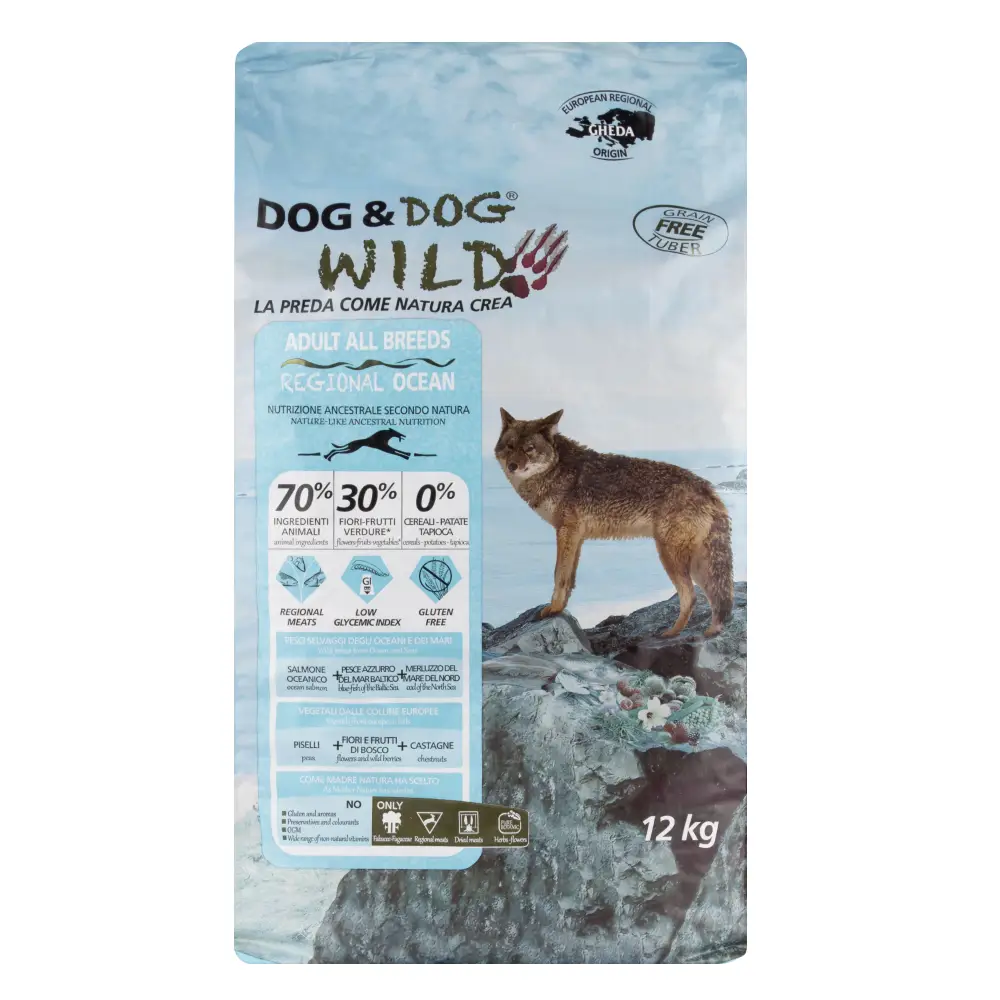 EUROPEAN REGIONAL
GHEDA
ORIGIN
GRAIN
FREE
TUBER
DOG & DOG®
WILD
LA PREDA COME NATURA CREA
ADULT ALL BREEDS
REGIONAL OCEAN
NUTRIZIONE ANCESTRALE SECONDO NATURA
NATURE-LIKE ANCESTRAL NUTRITION
70% 30% 0%
INGREDIENTI FIORI-FRUTTI CEREALI-PATATE
ANIMALI VERDURE* TAPIOCA
animal ingredients flowers-fruits-vegetables* cereals - potatoes - tapioca
GI
REGIONAL LOW GLUTEN
MEATS GLYCEMIC INDEX FREE
PESCI SELVAGGI DEGLI OCEANI E DEI MARI
SALMONE +PESCE AZZURRO +MERLUZZO DEL
OCEANICO DEL MAR BALTICO MARE DEL NORD
ocean salmon blue fish of the Baltic Sea cod of the North Sea
VEGETALI DALLE COLLINE EUROPEE
PISELLI + FIORI E FRUTTI + CASTAGNE
DI BOSCO
peas flowers and wild berries chestnuts
COME MADRE NATURA HA SCELTO
NO
Gluten and aromas
Preservatives and colourants
OGM
Wide range of non-natural vitamins
ONLY
Regional meats Dried meats Herbs-flowers
12 kg